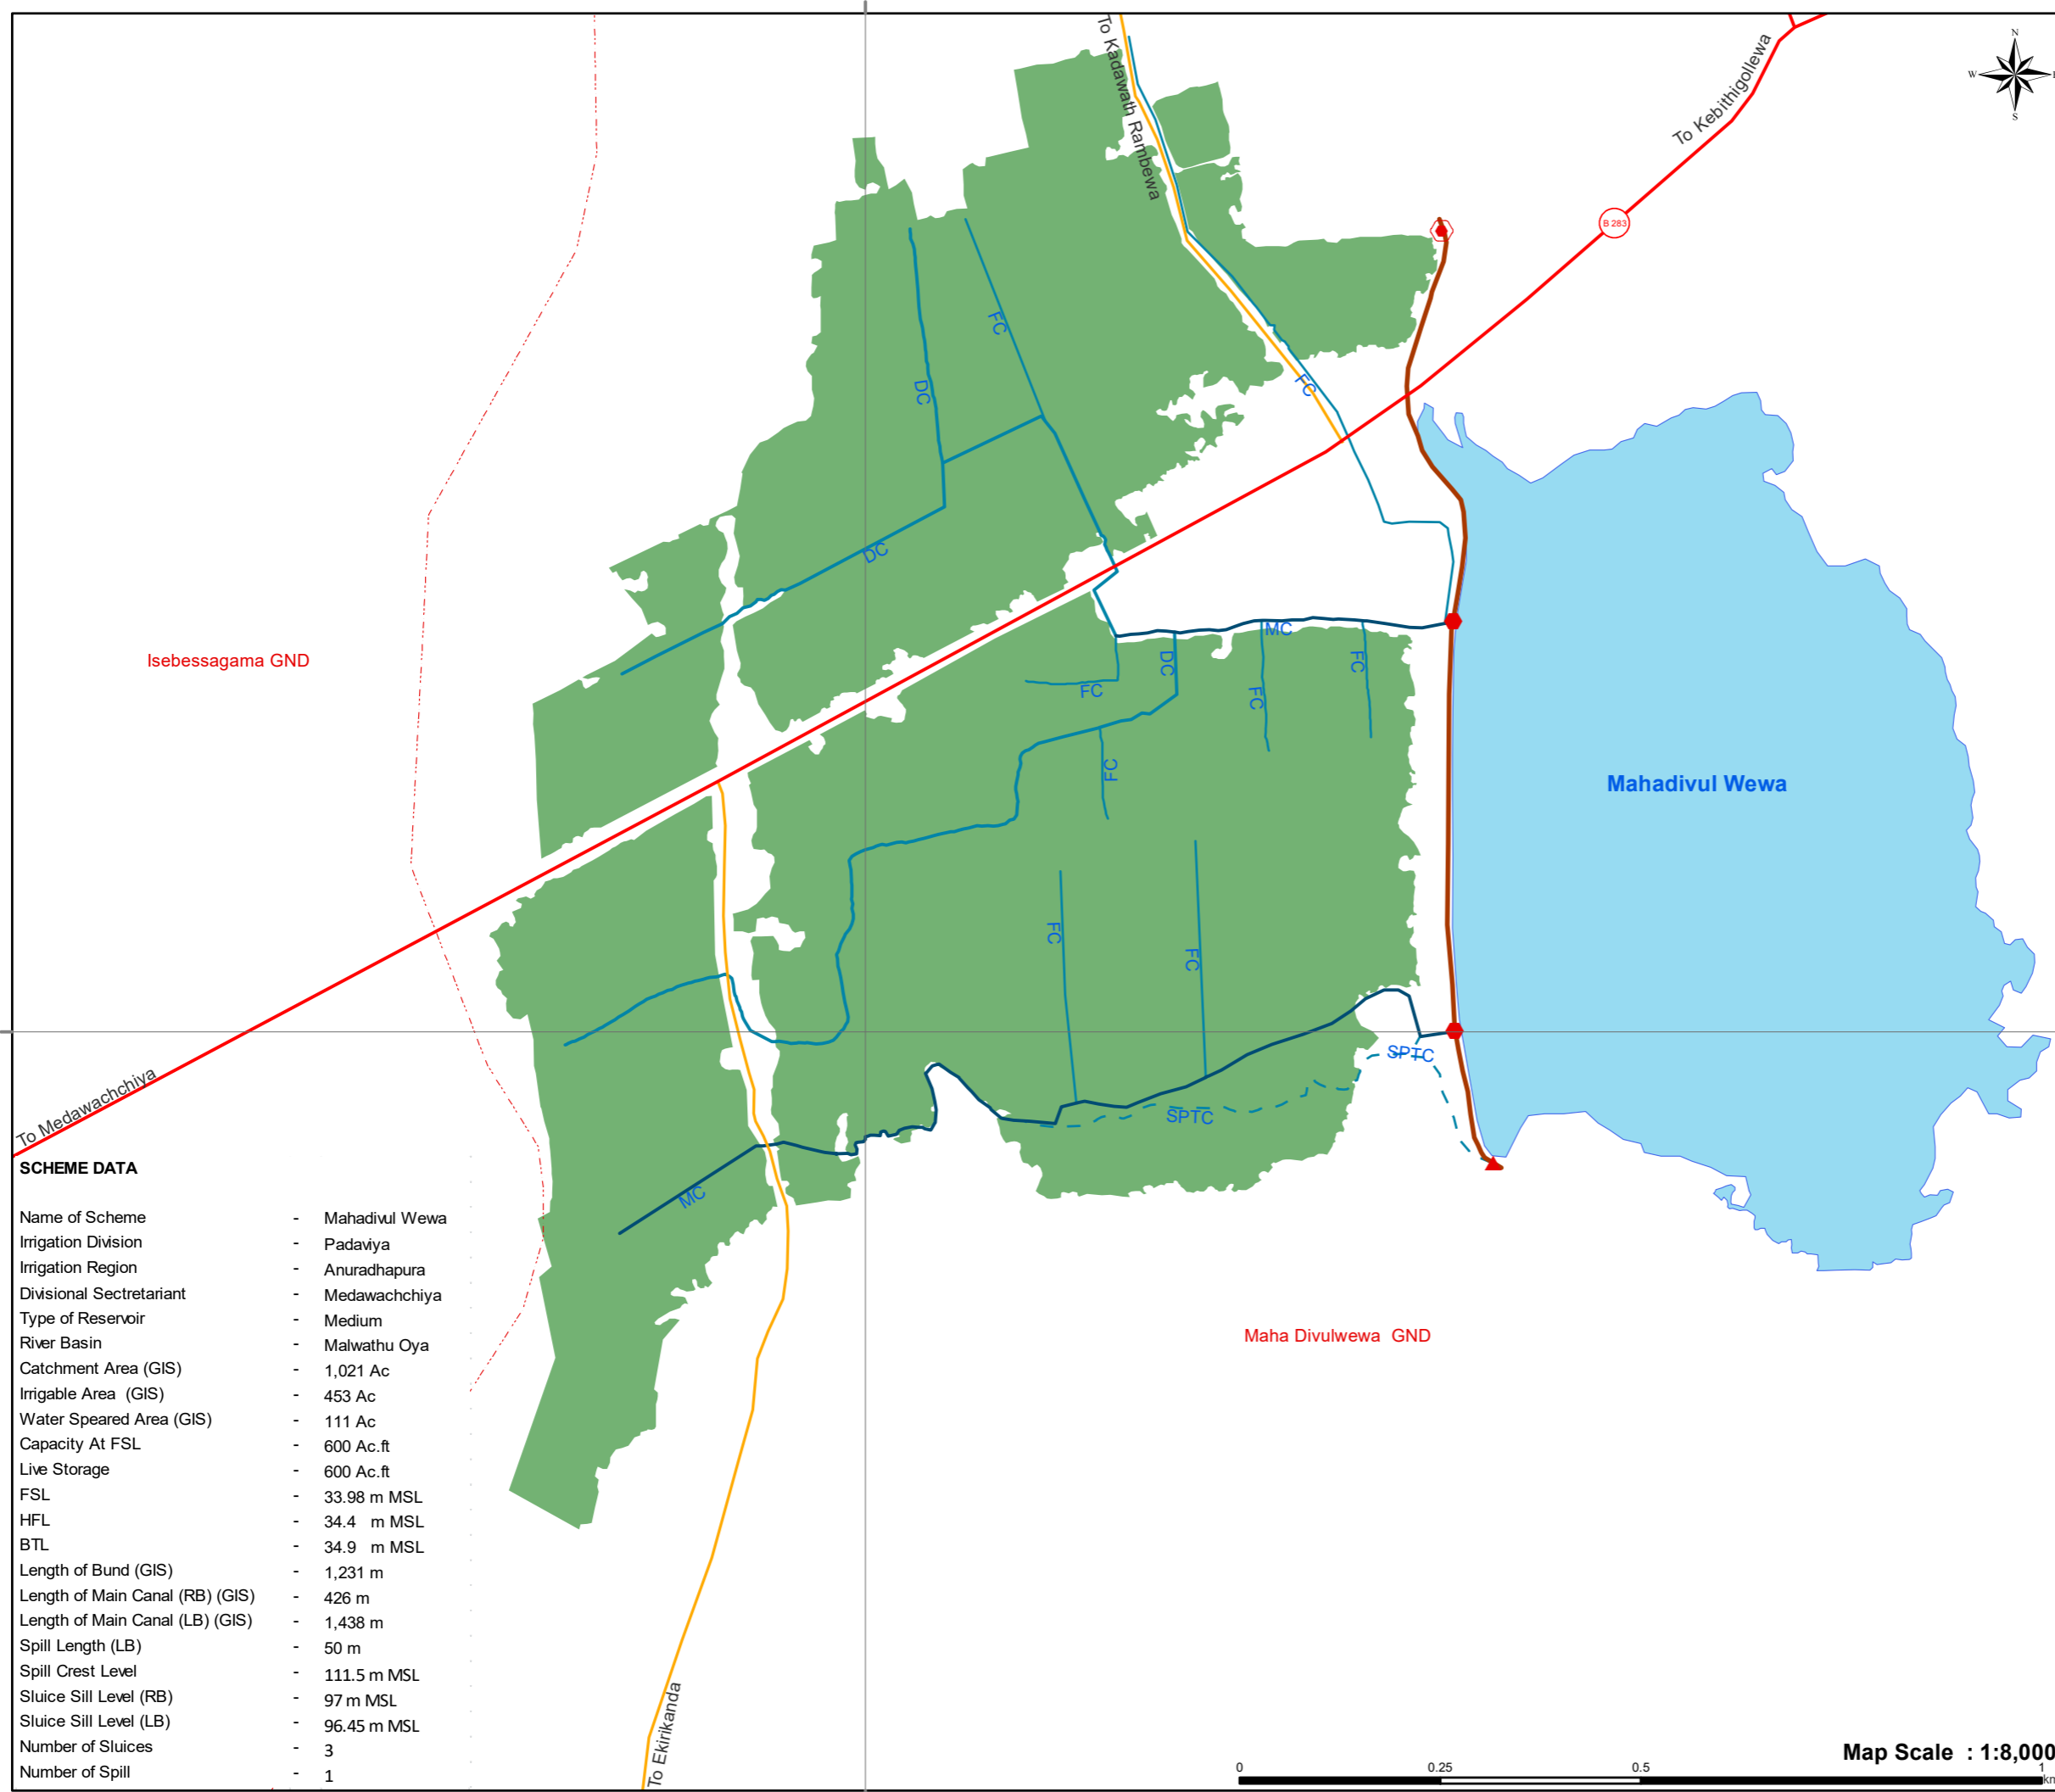 To Kadawath Rambewa
To Kebithigollewa
N
W
E
S
B 283
FC
DC
FC
DC
MC
Isebessagama GND
DC
FC
FC
FC
FC
Mahadivul Wewa
FC
FC
SPTC
SPTC
To Medawachchiya
MC
SCHEME DATA
Name of Scheme - Mahadivul Wewa
Irrigation Division - Padaviya
Irrigation Region - Anuradhapura
Divisional Sectretariant - Medawachchiya
Type of Reservoir - Medium
River Basin - Malwathu Oya
Catchment Area (GIS) - 1,021 Ac
Irrigable Area (GIS) - 453 Ac
Water Speared Area (GIS) - 111 Ac
Capacity At FSL - 600 Ac.ft
Live Storage - 600 Ac.ft
FSL - 33.98 m MSL
HFL - 34.4 m MSL
BTL - 34.9 m MSL
Length of Bund (GIS) - 1,231 m
Length of Main Canal (RB) (GIS) - 426 m
Length of Main Canal (LB) (GIS) - 1,438 m
Spill Length (LB) - 50 m
Spill Crest Level - 111.5 m MSL
Sluice Sill Level (RB) - 97 m MSL
Sluice Sill Level (LB) - 96.45 m MSL
Number of Sluices - 3
Number of Spill - 1
Maha Divulwewa GND
To Ekirikanda
Map Scale : 1:8,000
0 0.25 0.5 1
km